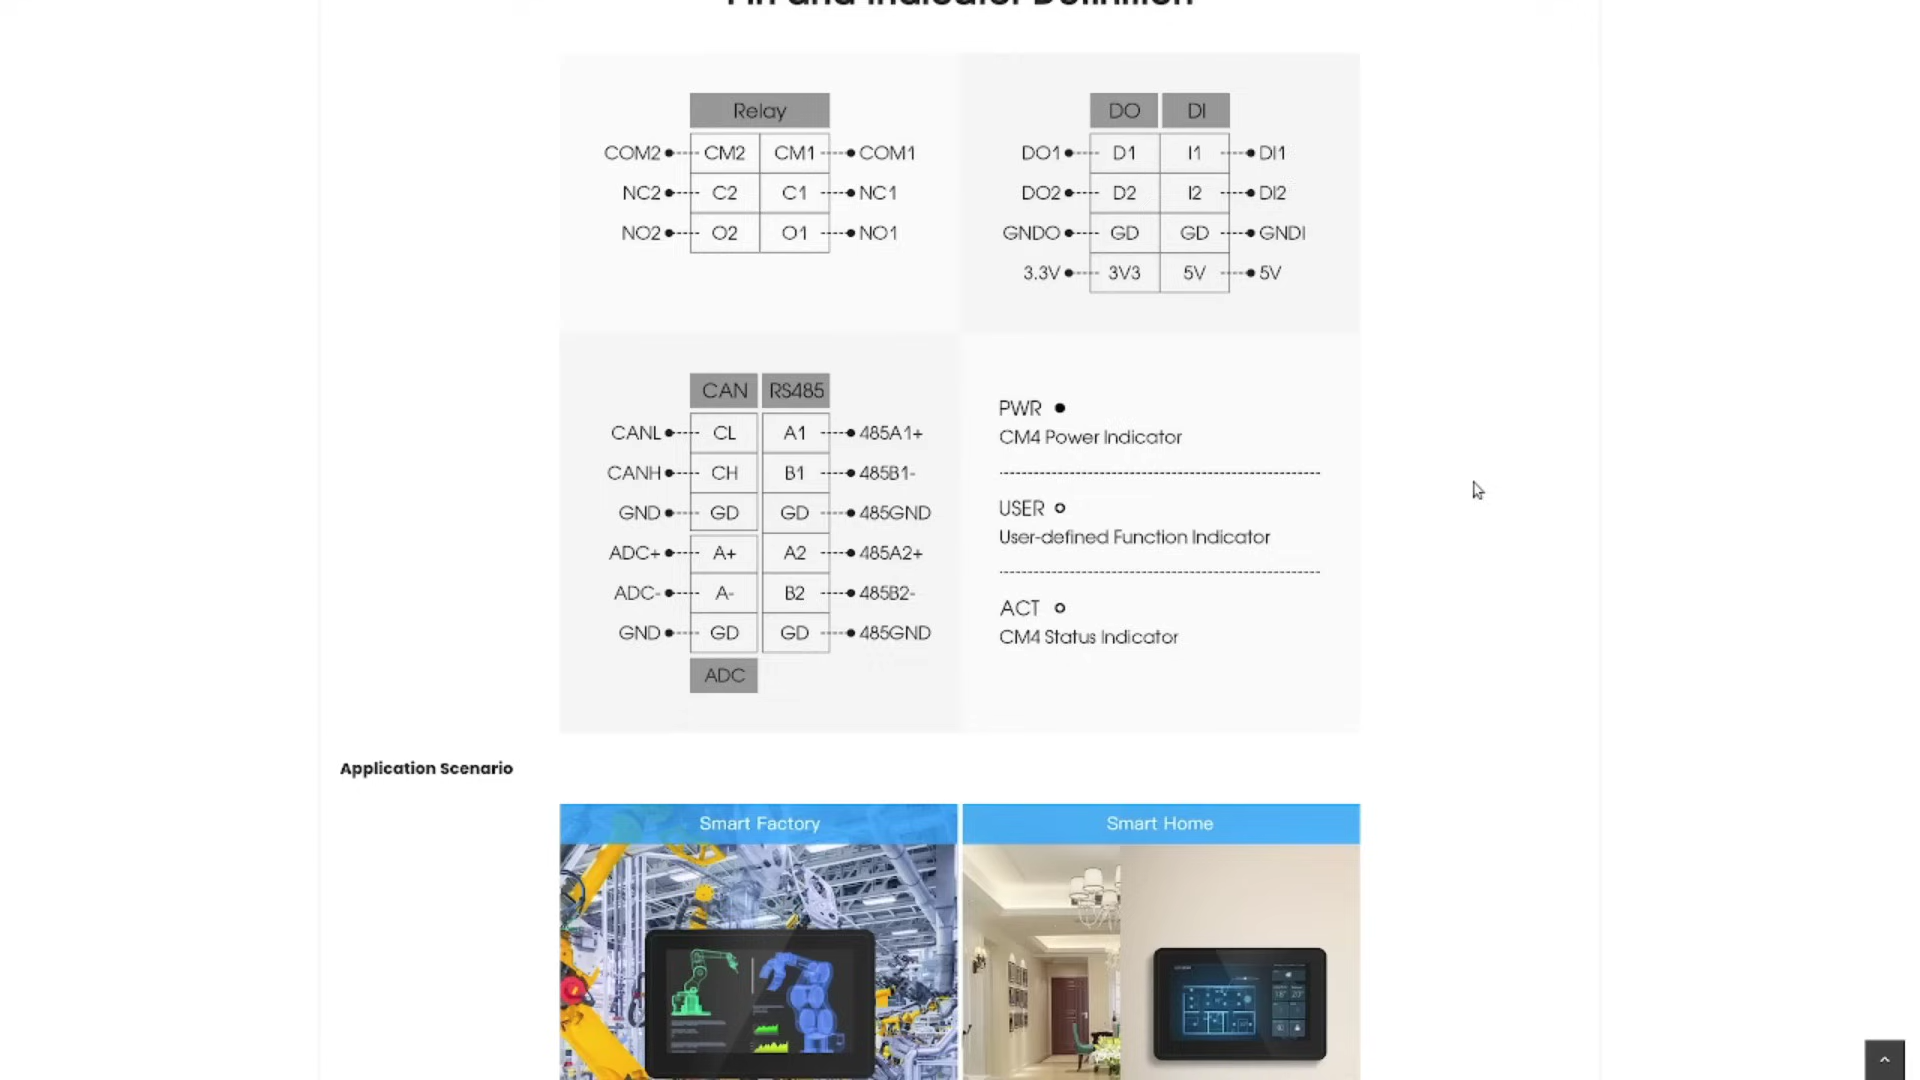 Pin and Indicator Definition
Relay
COM2 CM2 CM1 COM1
NC2 C2 C1 NC1
NO2 O2 O1 NO1
DO DI
DO1 D1 I1 DI1
DO2 D2 I2 DI2
GNDO GD GD GNDI
3.3V 3V3 5V 5V
CAN RS485
CANL CL A1 485A1+
CANH CH B1 485B1-
GND GD GD 485GND
ADC+ A+ A2 485A2+
ADC- A- B2 485B2-
GND GD GD 485GND
ADC
PWR
CM4 Power Indicator
USER
User-defined Function Indicator
ACT
CM4 Status Indicator
Application Scenario
Smart Factory
Smart Home